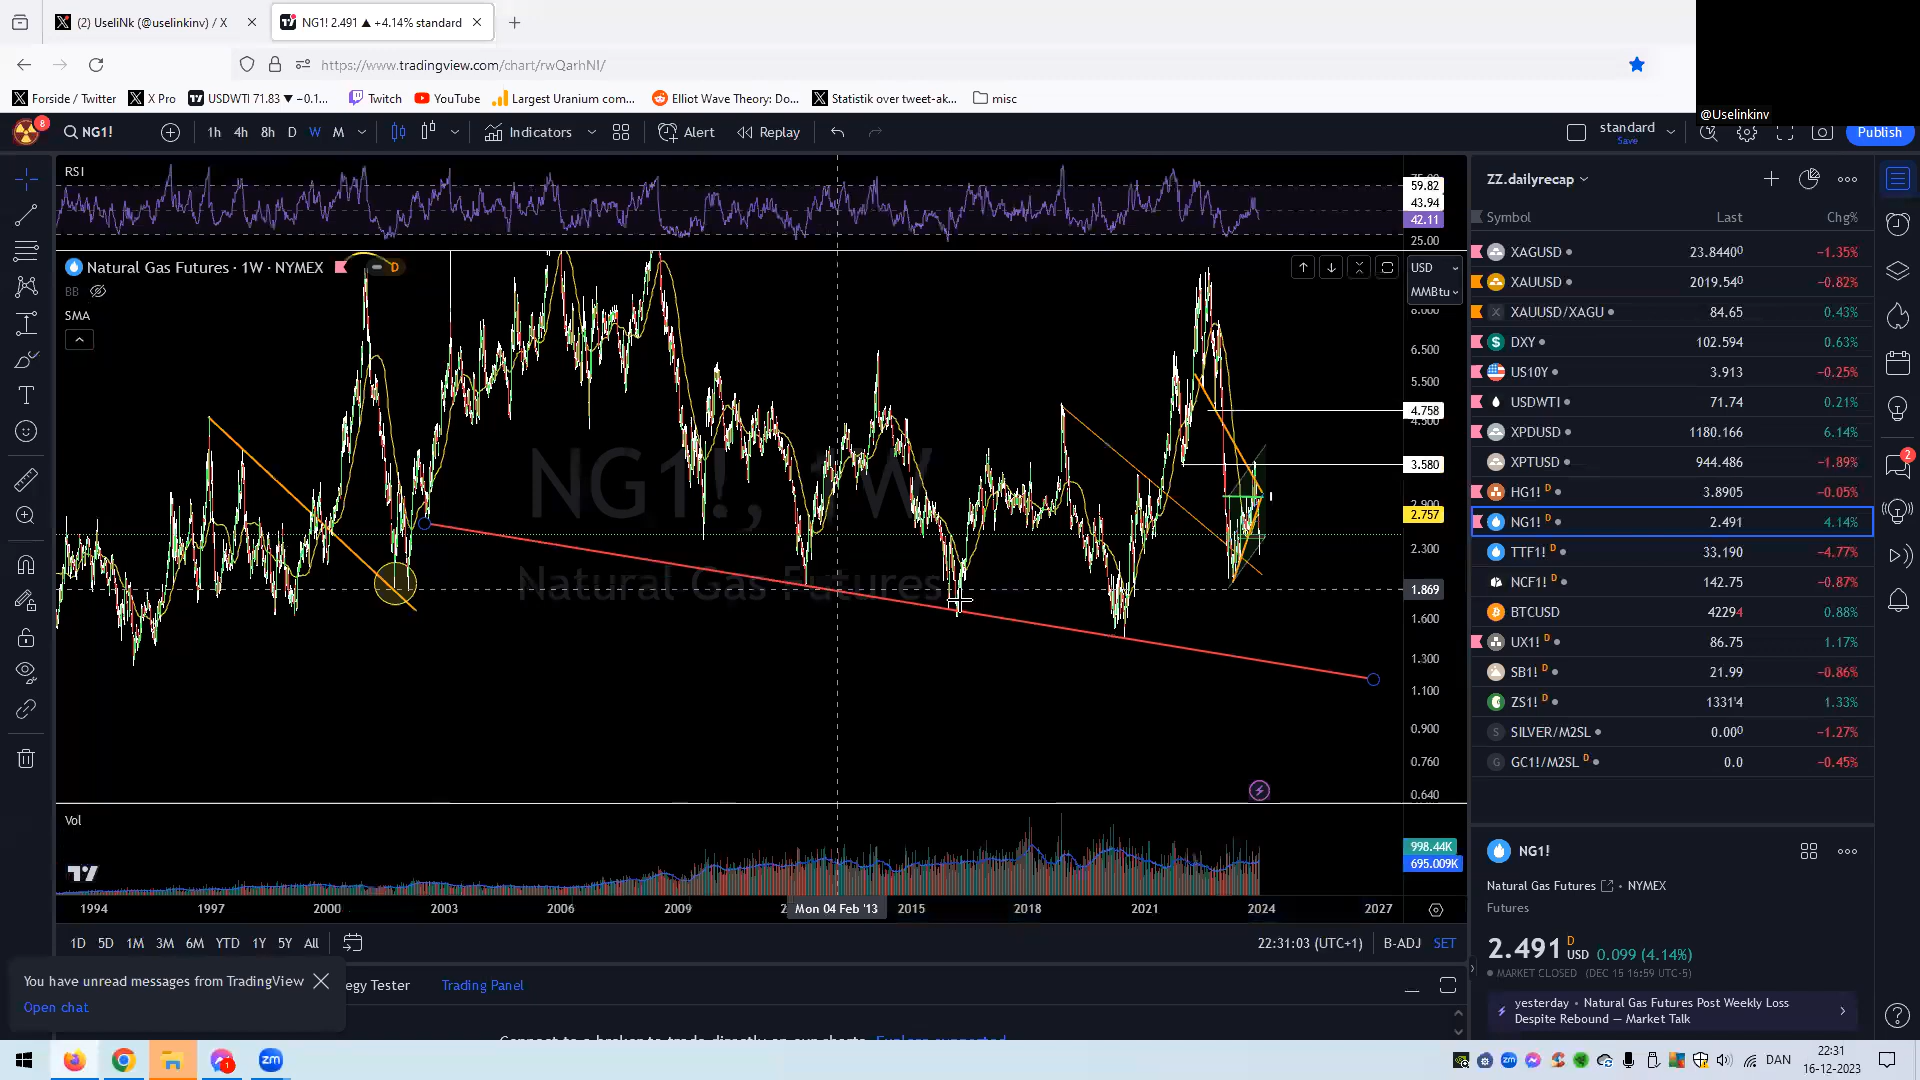 (2) UseliNk (@uselinkinv) / X
NG1! 2.491 ▲ +4.14% standard
https://www.tradingview.com/chart/rwQarhNI/
Forside / Twitter
X Pro
USDWTI 71.83 ▼ −0.1...
Twitch
YouTube
Largest Uranium com...
Elliot Wave Theory: Do...
Statistik over tweet-ak...
misc
@Uselinkinv
8
NG1!
1h 4h 8h D W M
Indicators
Alert
Replay
standard
Save
Publish
RSI
59.82
43.94
42.11
25.00
Natural Gas Futures · 1W · NYMEX
D
BB
SMA
USD
MMBtu
8.000
6.500
5.500
4.758
4.500
3.580
2.900
2.757
2.300
1.869
1.600
1.300
1.100
0.900
0.760
0.640
NG1!, 1W
Natural Gas Futures
Vol
998.44K
695.009K
1994 1997 2000 2003 2006 2009 Mon 04 Feb '13 2015 2018 2021 2024 2027
1D 5D 1M 3M 6M YTD 1Y 5Y All
22:31:03 (UTC+1)
B-ADJ
SET
You have unread messages from TradingView
Open chat
egy Tester
Trading Panel
ZZ.dailyrecap
Symbol Last Chg%
XAGUSD 23.8440 −1.35%
XAUUSD 2019.540 −0.82%
XAUUSD/XAGU 84.65 0.43%
DXY 102.594 0.63%
US10Y 3.913 −0.25%
USDWTI 71.74 0.21%
XPDUSD 1180.166 6.14%
XPTUSD 944.486 −1.89%
HG1! D 3.8905 −0.05%
NG1! D 2.491 4.14%
TTF1! D 33.190 −4.77%
NCF1! D 142.75 −0.87%
BTCUSD 42294 0.88%
UX1! D 86.75 1.17%
SB1! D 21.99 −0.86%
ZS1! D 1331'4 1.33%
SILVER/M2SL 0.000 −1.27%
GC1!/M2SL D 0.0 −0.45%
2
NG1!
Natural Gas Futures • NYMEX
Futures
2.491 D USD 0.099 (4.14%)
MARKET CLOSED (DEC 15 16:59 UTC-5)
yesterday • Natural Gas Futures Post Weekly Loss
Despite Rebound — Market Talk
zm
DAN
22:31
16-12-2023